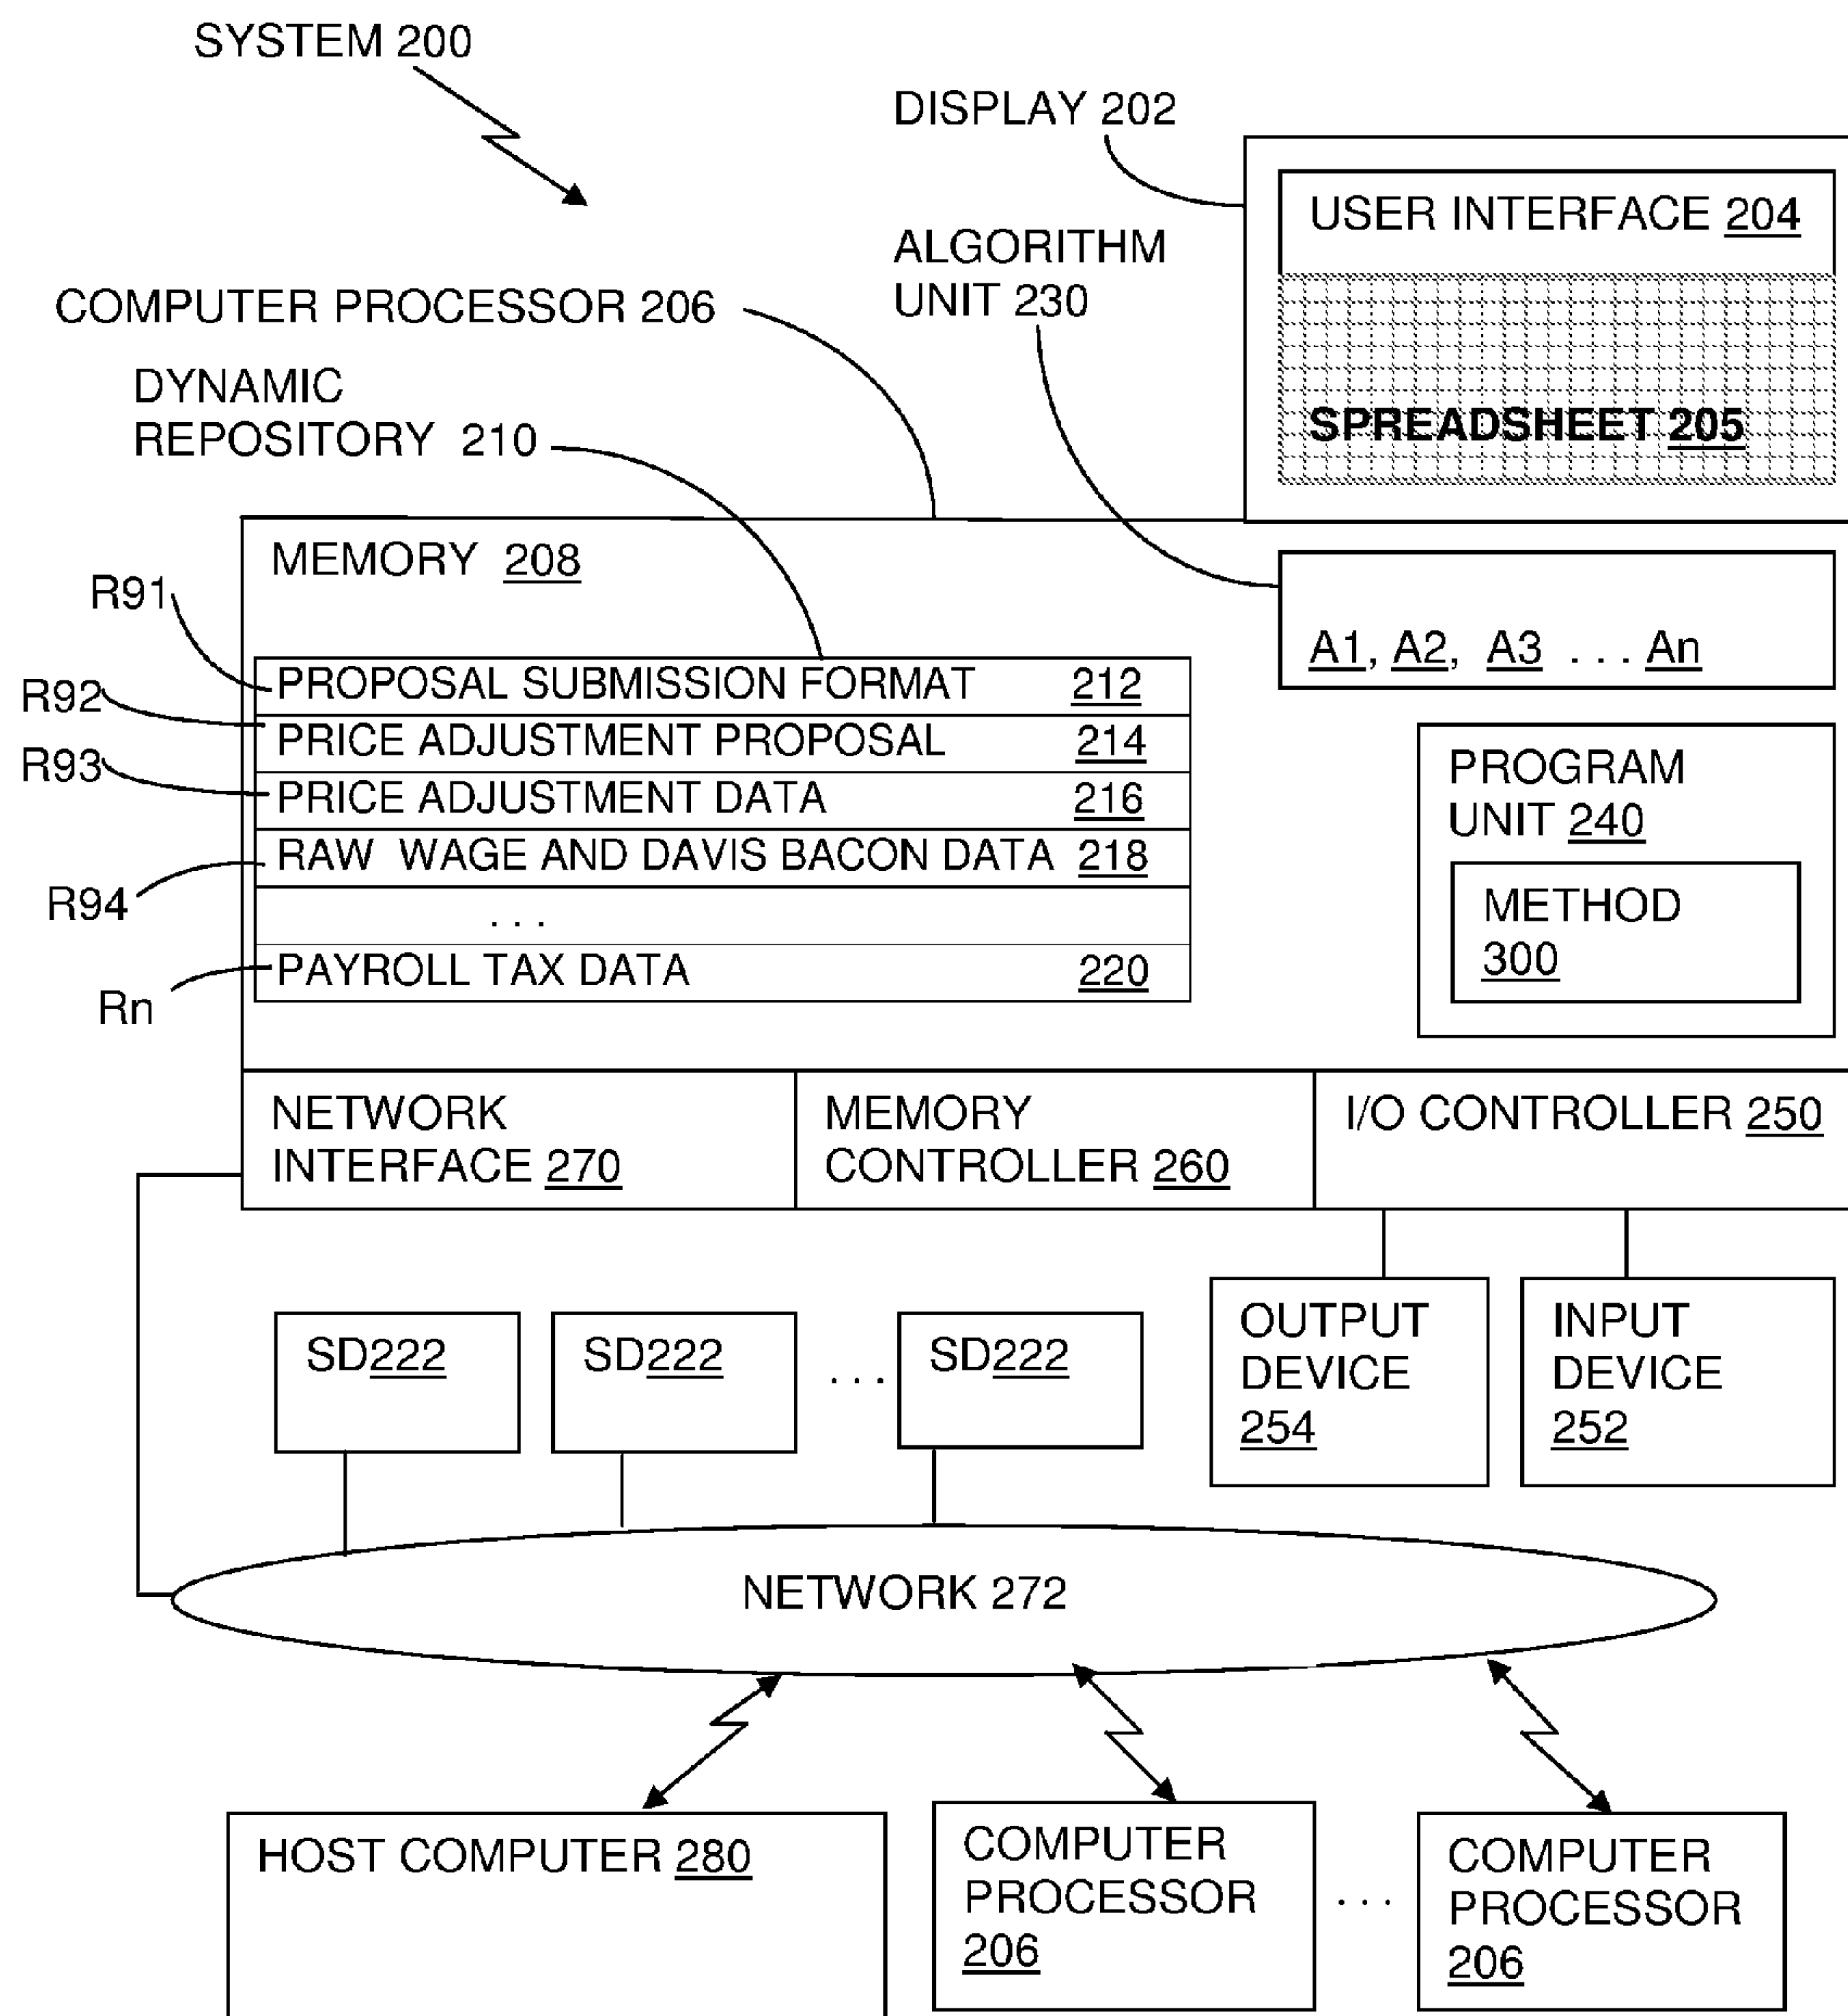 SYSTEM 200
DISPLAY 202
USER INTERFACE 204
SPREADSHEET 205
ALGORITHM
UNIT 230
COMPUTER PROCESSOR 206
DYNAMIC
REPOSITORY 210
MEMORY 208
A1, A2, A3 . . . An
R91
PROPOSAL SUBMISSION FORMAT 212
R92
PRICE ADJUSTMENT PROPOSAL 214
R93
PRICE ADJUSTMENT DATA 216
R94
RAW WAGE AND DAVIS BACON DATA 218
. . .
Rn
PAYROLL TAX DATA 220
PROGRAM
UNIT 240
METHOD
300
NETWORK
INTERFACE 270
MEMORY
CONTROLLER 260
I/O CONTROLLER 250
SD222
SD222
. . .
SD222
OUTPUT
DEVICE
254
INPUT
DEVICE
252
NETWORK 272
HOST COMPUTER 280
COMPUTER
PROCESSOR
206
. . .
COMPUTER
PROCESSOR
206